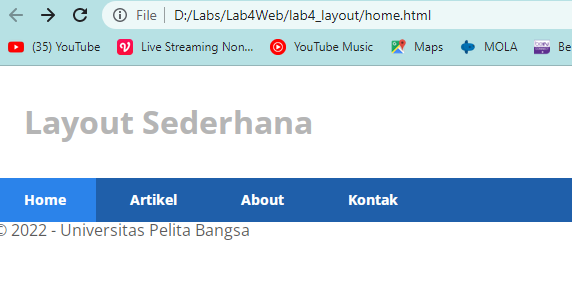 File | D:/Labs/Lab4Web/lab4_layout/home.html
(35) YouTube Live Streaming Non... YouTube Music Maps MOLA Be
Layout Sederhana
Home Artikel About Kontak
© 2022 - Universitas Pelita Bangsa